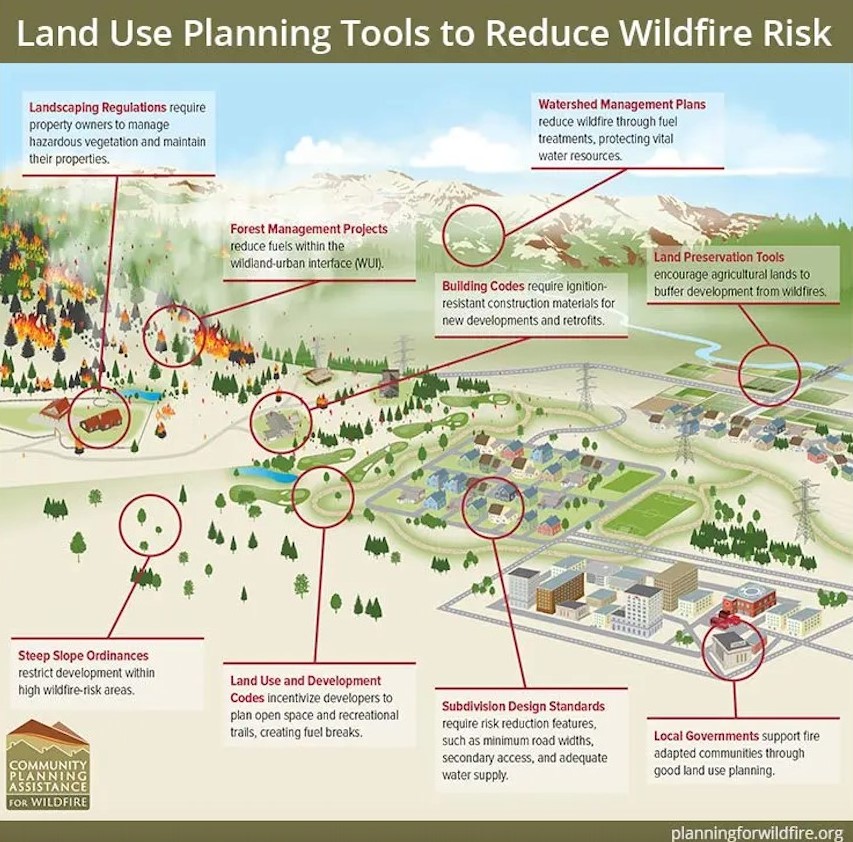 Land Use Planning Tools to Reduce Wildfire Risk
Landscaping Regulations require
property owners to manage
hazardous vegetation and maintain
their properties.
Watershed Management Plans
reduce wildfire through fuel
treatments, protecting vital
water resources.
Forest Management Projects
reduce fuels within the
wildland-urban interface (WUI).
Building Codes require ignition-
resistant construction materials for
new developments and retrofits.
Land Preservation Tools
encourage agricultural lands to
buffer development from wildfires.
Steep Slope Ordinances
restrict development within
high wildfire-risk areas.
Land Use and Development
Codes incentivize developers to
plan open space and recreational
trails, creating fuel breaks.
Subdivision Design Standards
require risk reduction features,
such as minimum road widths,
secondary access, and adequate
water supply.
Local Governments support fire
adapted communities through
good land use planning.
COMMUNITY
PLANNING
ASSISTANCE
FOR WILDFIRE
planningforwildfire.org